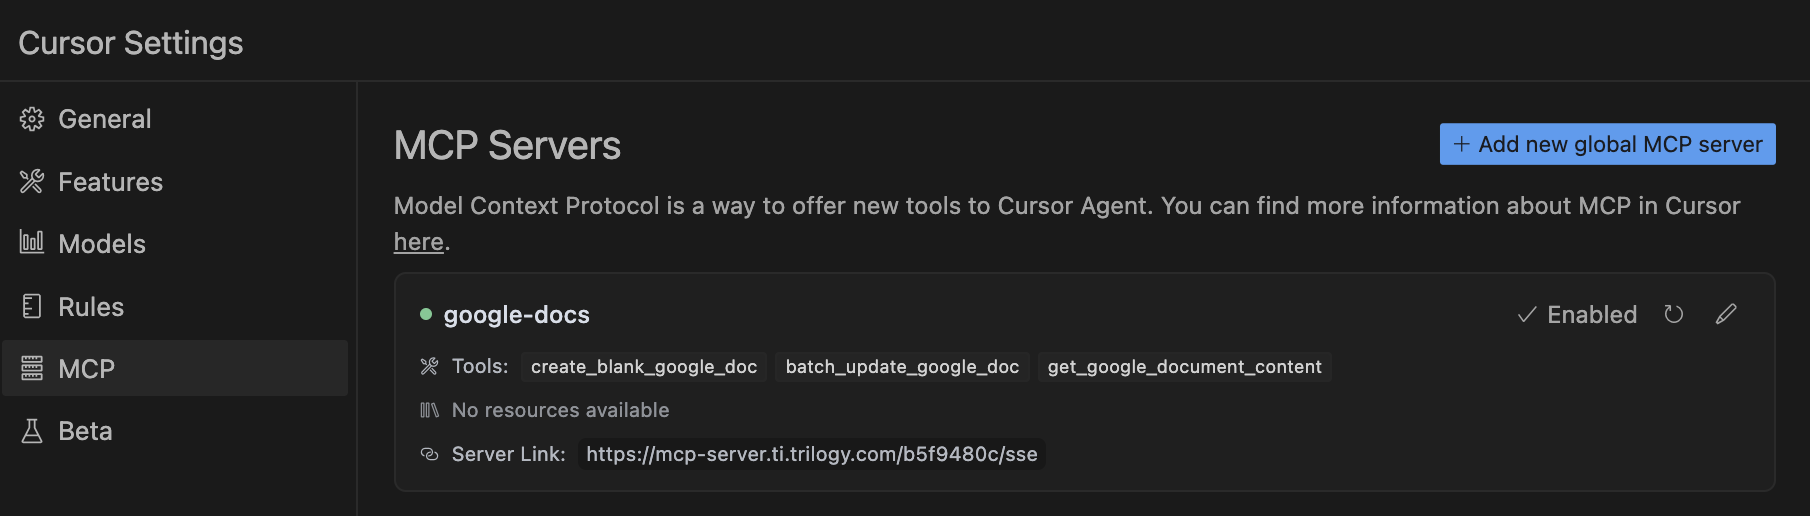 Cursor Settings
General
Features
Models
Rules
MCP
Beta
MCP Servers
+ Add new global MCP server
Model Context Protocol is a way to offer new tools to Cursor Agent. You can find more information about MCP in Cursor
here.
google-docs
Enabled
Tools: create_blank_google_doc batch_update_google_doc get_google_document_content
No resources available
Server Link: https://mcp-server.ti.trilogy.com/b5f9480c/sse